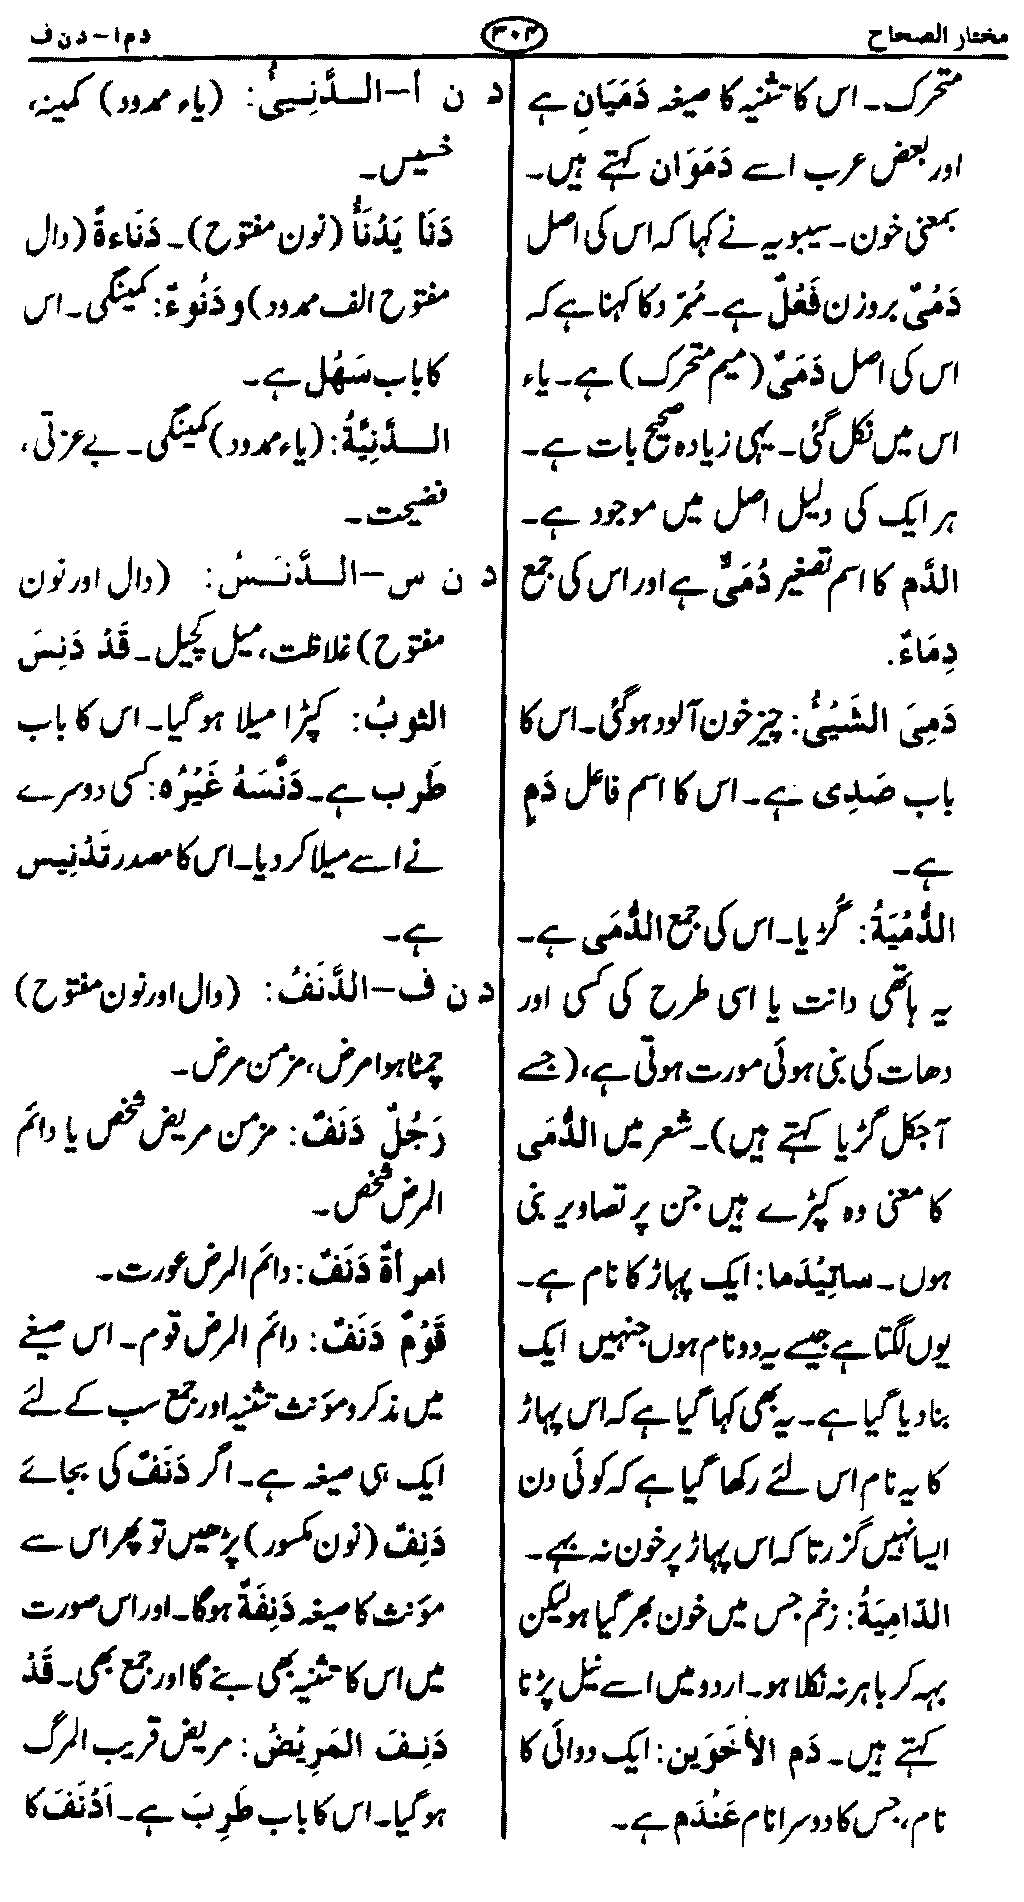 مختار الصحاح
۳۰۴
دم ا – دن ف
متحرک۔ اس کا تثنیہ کا صیغہ دَمَیَانِ ہے
اور بعض عرب اسے دَمَوَان کہتے ہیں۔
بمعنی خون۔ سیبویہ نے کہا کہ اس کی اصل
دَمْیٌ بروزن فَعْلٌ ہے۔ مُبرّد کا کہنا ہے کہ
اس کی اصل دَمَیٌ (میم متحرک) ہے۔ یاء
اس میں نکل گئی۔ یہی زیادہ صحیح بات ہے۔
ہر ایک کی دلیل اصل میں موجود ہے۔
الدَّم کا اسم تصغیر دُمَیٌّ ہے اور اس کی جمع
دِمَاءٌ.
دَمِیَ الشَیْئُ: چیز خون آلود ہوگئی۔ اس کا
باب صَدِی ہے۔ اس کا اسم فاعل دَمٍ
ہے۔
الدُّمْیَةُ: گُڑیا۔ اس کی جمع الدُّمَی ہے۔
یہ ہاتھی دانت یا اسی طرح کی کسی اور
دھات کی بنی ہوئی مورت ہوتی ہے، (جسے
آجکل گڑیا کہتے ہیں)۔ شعر میں الدُّمَی
کا معنی وہ کپڑے ہیں جن پر تصاویر بنی
ہوں۔ ساتِیْدَما: ایک پہاڑ کا نام ہے۔
یوں لگتا ہے جیسے یہ دو نام ہوں جنہیں ایک
بنا دیا گیا ہے۔ یہ بھی کہا گیا ہے کہ اس پہاڑ
کا یہ نام اس لئے رکھا گیا ہے کہ کوئی دن
ایسا نہیں گزرتا کہ اس پہاڑ پر خون نہ بہے۔
الدّامِیَةُ: زخم جس میں خون بھر گیا ہو لیکن
بہہ کر باہر نہ نکلا ہو۔ اردو میں اسے نیل پڑنا
کہتے ہیں۔ دَم الأخَوَین: ایک دوائی کا
نام، جس کا دوسرا نام عَنْدَم ہے۔
د ن أ – الـدَّنِیئُ: (یاء ممدود) کمینہ،
خسیس۔
دَنَا یَدْنَأُ (نون مفتوح)۔ دَنَاءةً (دال
مفتوح الف ممدود) و دَنُوءَ: کمینگی۔ اس
کا باب سَهُل ہے۔
الـدَّنِیَّةُ: (یاء ممدود) کمینگی۔ بے عزتی،
فضیحت۔
د ن س – الـدَّنَـسُ: (دال اور نون
مفتوح) غلاظت، میل کچیل۔ قَدْ دَنِسَ
الثوبُ: کپڑا میلا ہو گیا۔ اس کا باب
طَرِب ہے۔ دَنَّسَهُ غَیْرُه: کسی دوسرے
نے اسے میلا کر دیا۔ اس کا مصدر تَدْنِیس
ہے۔
د ن ف – الدَّنَفُ: (دال اور نون مفتوح)
چمٹا ہوا مرض، مزمن مرض۔
رَجُلٌ دَنَفٌ: مزمن مریض شخص یا دائم
المرض شخص۔
امرأةٌ دَنَفٌ: دائم المرض عورت۔
قَوْمٌ دَنَفٌ: دائم المرض قوم۔ اس صیغے
میں مذکر و مؤنث تثنیہ اور جمع سب کے لئے
ایک ہی صیغہ ہے۔ اگر دَنَفٌ کی بجائے
دَنِفٌ (نون مکسور) پڑھیں تو پھر اس سے
مؤنث کا صیغہ دَنِفَةٌ ہوگا۔ اور اس صورت
میں اس کا تثنیہ بھی بنے گا اور جمع بھی۔ قَدْ
دَنِـفَ المَرِیْضُ: مریض قریب المرگ
ہو گیا۔ اس کا باب طَرِبَ ہے۔ اَدْنَفَ کا